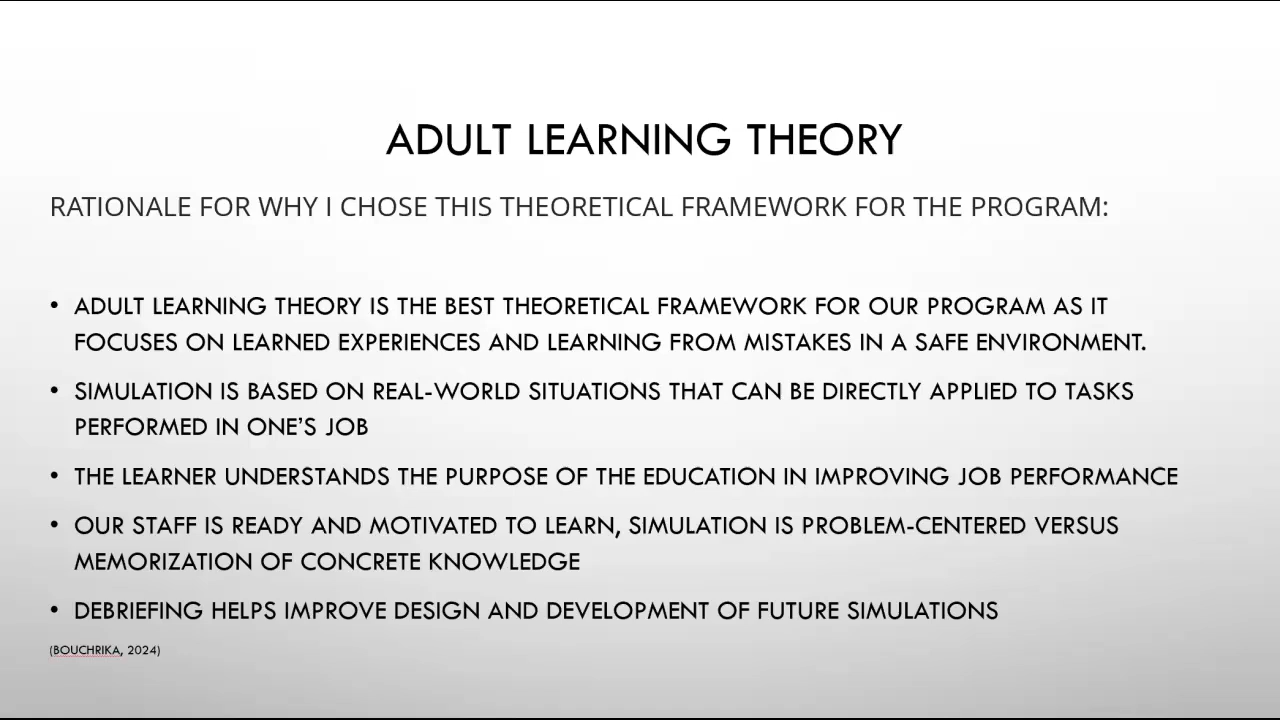 ADULT LEARNING THEORY
RATIONALE FOR WHY I CHOSE THIS THEORETICAL FRAMEWORK FOR THE PROGRAM:
• ADULT LEARNING THEORY IS THE BEST THEORETICAL FRAMEWORK FOR OUR PROGRAM AS IT
FOCUSES ON LEARNED EXPERIENCES AND LEARNING FROM MISTAKES IN A SAFE ENVIRONMENT.
• SIMULATION IS BASED ON REAL-WORLD SITUATIONS THAT CAN BE DIRECTLY APPLIED TO TASKS
PERFORMED IN ONE’S JOB
• THE LEARNER UNDERSTANDS THE PURPOSE OF THE EDUCATION IN IMPROVING JOB PERFORMANCE
• OUR STAFF IS READY AND MOTIVATED TO LEARN, SIMULATION IS PROBLEM-CENTERED VERSUS
MEMORIZATION OF CONCRETE KNOWLEDGE
• DEBRIEFING HELPS IMPROVE DESIGN AND DEVELOPMENT OF FUTURE SIMULATIONS
(BOUCHRIKA, 2024)